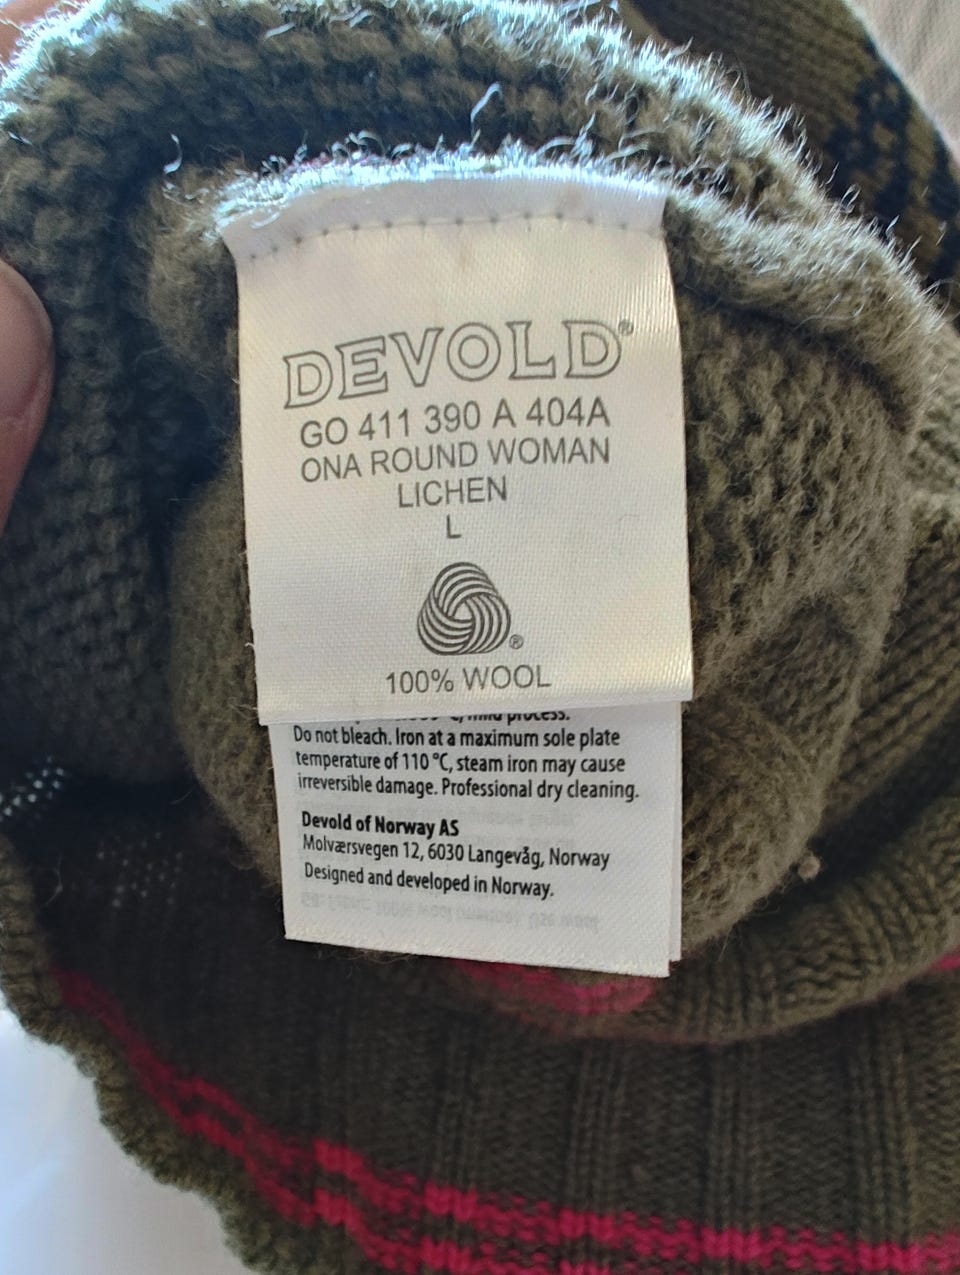 DEVOLD®
GO 411 390 A 404A
ONA ROUND WOMAN
LICHEN
L
®
100% WOOL
°C, mild process.
Do not bleach. Iron at a maximum sole plate
temperature of 110 °C, steam iron may cause
irreversible damage. Professional dry cleaning.
Devold of Norway AS
Molværsvegen 12, 6030 Langevåg, Norway
Designed and developed in Norway.